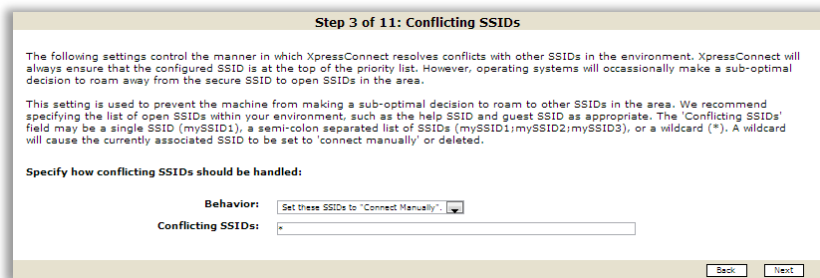 Step 3 of 11: Conflicting SSIDs
The following settings control the manner in which XpressConnect resolves conflicts with other SSIDs in the environment. XpressConnect will
always ensure that the configured SSID is at the top of the priority list. However, operating systems will occassionally make a sub-optimal
decision to roam away from the secure SSID to open SSIDs in the area.
This setting is used to prevent the machine from making a sub-optimal decision to roam to other SSIDs in the area. We recommend
specifying the list of open SSIDs within your environment, such as the help SSID and guest SSID as appropriate. The 'Conflicting SSIDs'
field may be a single SSID (mySSID1), a semi-colon separated list of SSIDs (mySSID1;mySSID2;mySSID3), or a wildcard (*). A wildcard
will cause the currently associated SSID to be set to 'connect manually' or deleted.
Specify how conflicting SSIDs should be handled:
Behavior: Set these SSIDs to "Connect Manually".
Conflicting SSIDs: *
Back Next